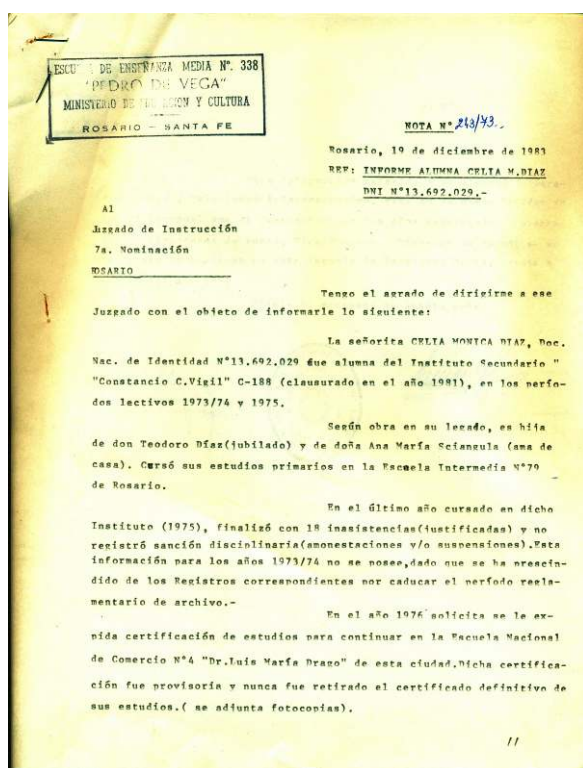 ESCUELA DE ENSEÑANZA MEDIA Nº. 338
"PEDRO DE VEGA"
MINISTERIO DE EDUCACION Y CULTURA
ROSARIO - SANTA FE
NOTA N°
Rosario, 19 de diciembre de 1983
REF: INFORME ALUMNA CELIA M.DIAZ
DNI N°13.692.029.-
Al
Juzgado de Instrucción
7a. Nominación
ROSARIO
Tengo el agrado de dirigirme a ese
Juzgado con el objeto de informarle lo siguiente:
La señorita CELIA MONICA DIAZ, Doc.
Nac. de Identidad N°13.692.029 fue alumna del Instituto Secundario "
"Constancio C.Vigil" C-188 (clausurado en el año 1981), en los perío-
dos lectivos 1973/74 y 1975.
Según obra en su legado, es hija
de don Teodoro Díaz(jubilado) y de doña Ana María Sciangula (ama de
casa). Cursó sus estudios primarios en la Escuela Intermedia N°79
de Rosario.
En el último año cursado en dicho
Instituto (1975), finalizó con 18 inasistencias(justificadas) y no
registró sanción disciplinaria(amonestaciones y/o suspensiones).Esta
información para los años 1973/74 no se posee,dado que se ha prescin-
dido de los Registros correspondientes por caducar el período regla-
mentario de archivo.-
En el año 1976 solicita se le ex-
pida certificación de estudios para continuar en la Escuela Nacional
de Comercio N°4 "Dr.Luis María Drago" de esta ciudad.Dicha certifica-
ción fue provisoria y nunca fue retirado el certificado definitivo de
sus estudios.( se adjunta fotocopias).
11